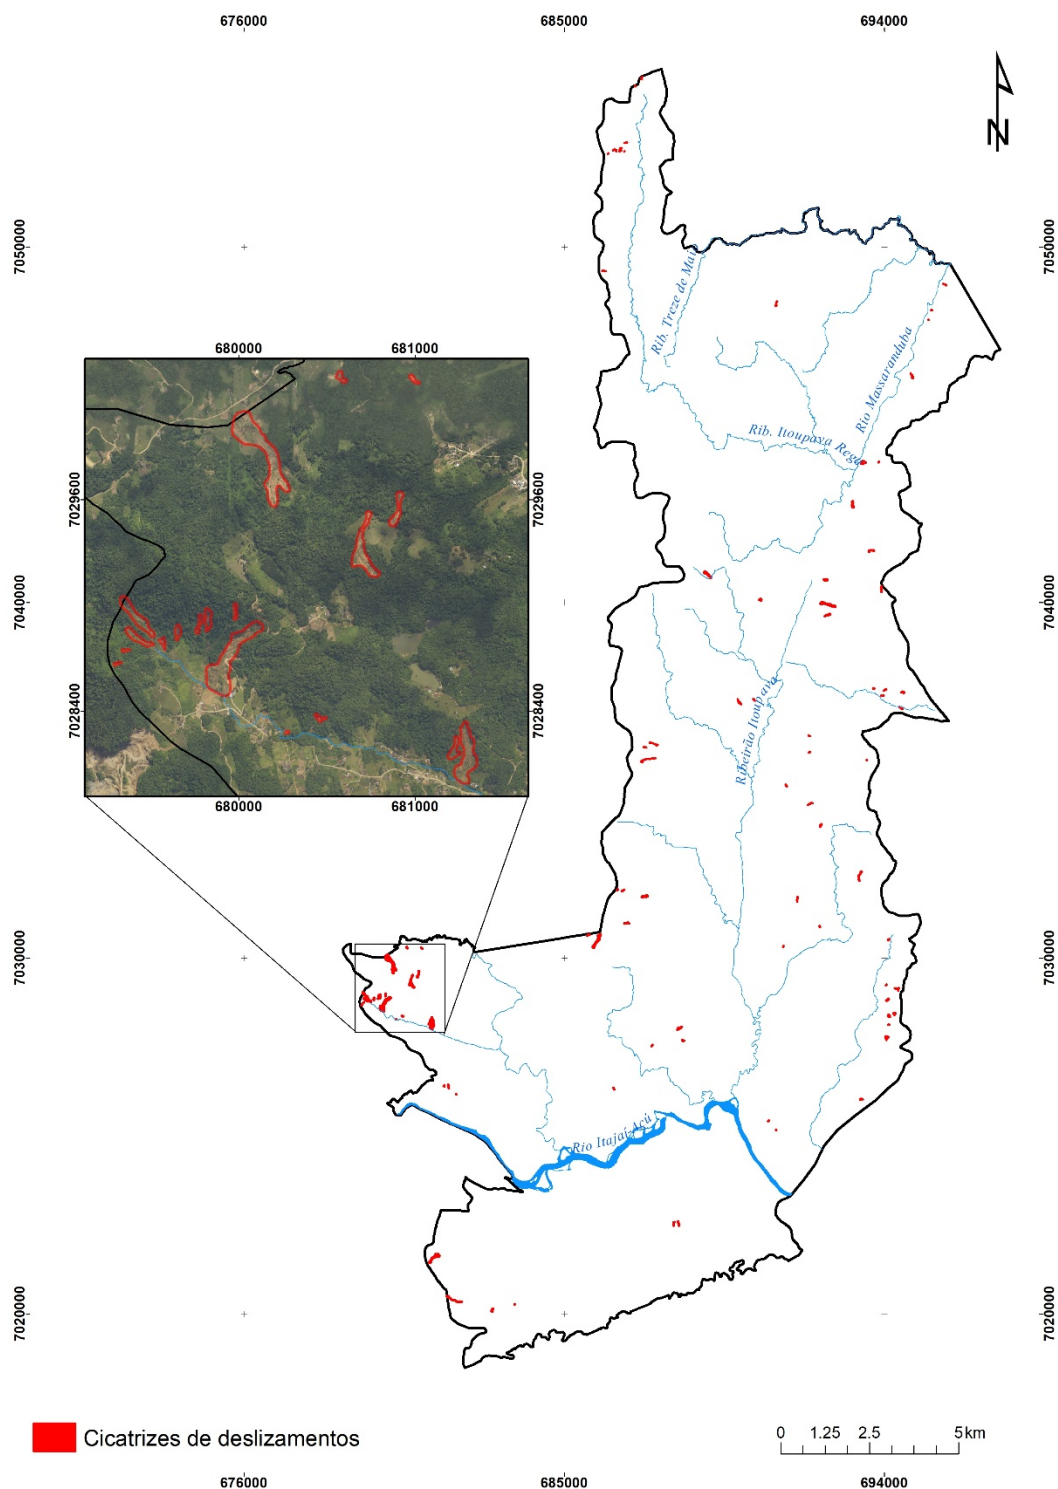 676000 685000 694000
N
7050000 7050000
Rib. Treze de Maio
Rio Massaranduba
Rib. Itoupava Rega
680000 681000
7029600 7029600
7040000 7040000
7028400 7028400
Ribeirão Itoupava
680000 681000
7030000 7030000
Rio Itajaí Açú
7020000 7020000
Cicatrizes de deslizamentos
0 1.25 2.5 5 km
676000 685000 694000